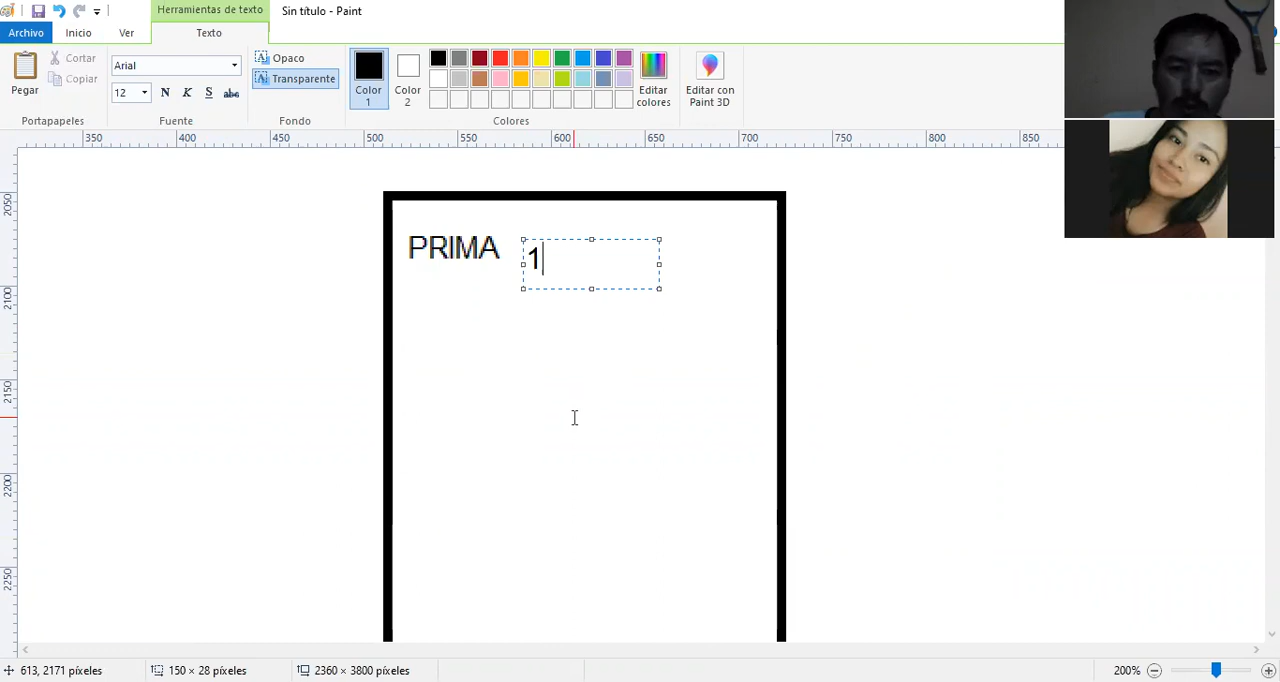 Herramientas de texto
Sin título - Paint
Archivo
Inicio
Ver
Texto
Pegar
Cortar
Copiar
Portapapeles
Arial
12
N K S abc
Fuente
Opaco
Transparente
Fondo
Color 1
Color 2
Editar colores
Colores
Editar con Paint 3D
350 400 450 500 550 600 650 700 750 800 850
2050
2100
2150
2200
2250
PRIMA 1
613, 2171 píxeles
150 × 28 píxeles
2360 × 3800 píxeles
200%